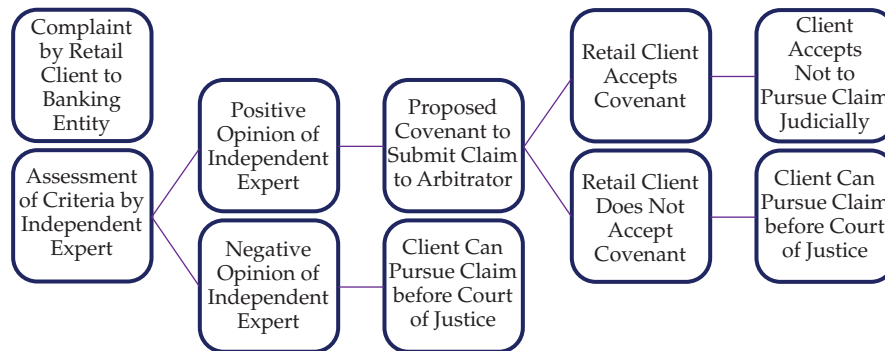 Complaint
by Retail
Client to
Banking
Entity
Assessment
of Criteria by
Independent
Expert
Positive
Opinion of
Independent
Expert
Negative
Opinion of
Independent
Expert
Proposed
Covenant to
Submit Claim
to Arbitrator
Client Can
Pursue Claim
before Court
of Justice
Retail Client
Accepts
Covenant
Retail Client
Does Not
Accept
Covenant
Client
Accepts
Not to
Pursue Claim
Judicially
Client Can
Pursue Claim
before Court
of Justice